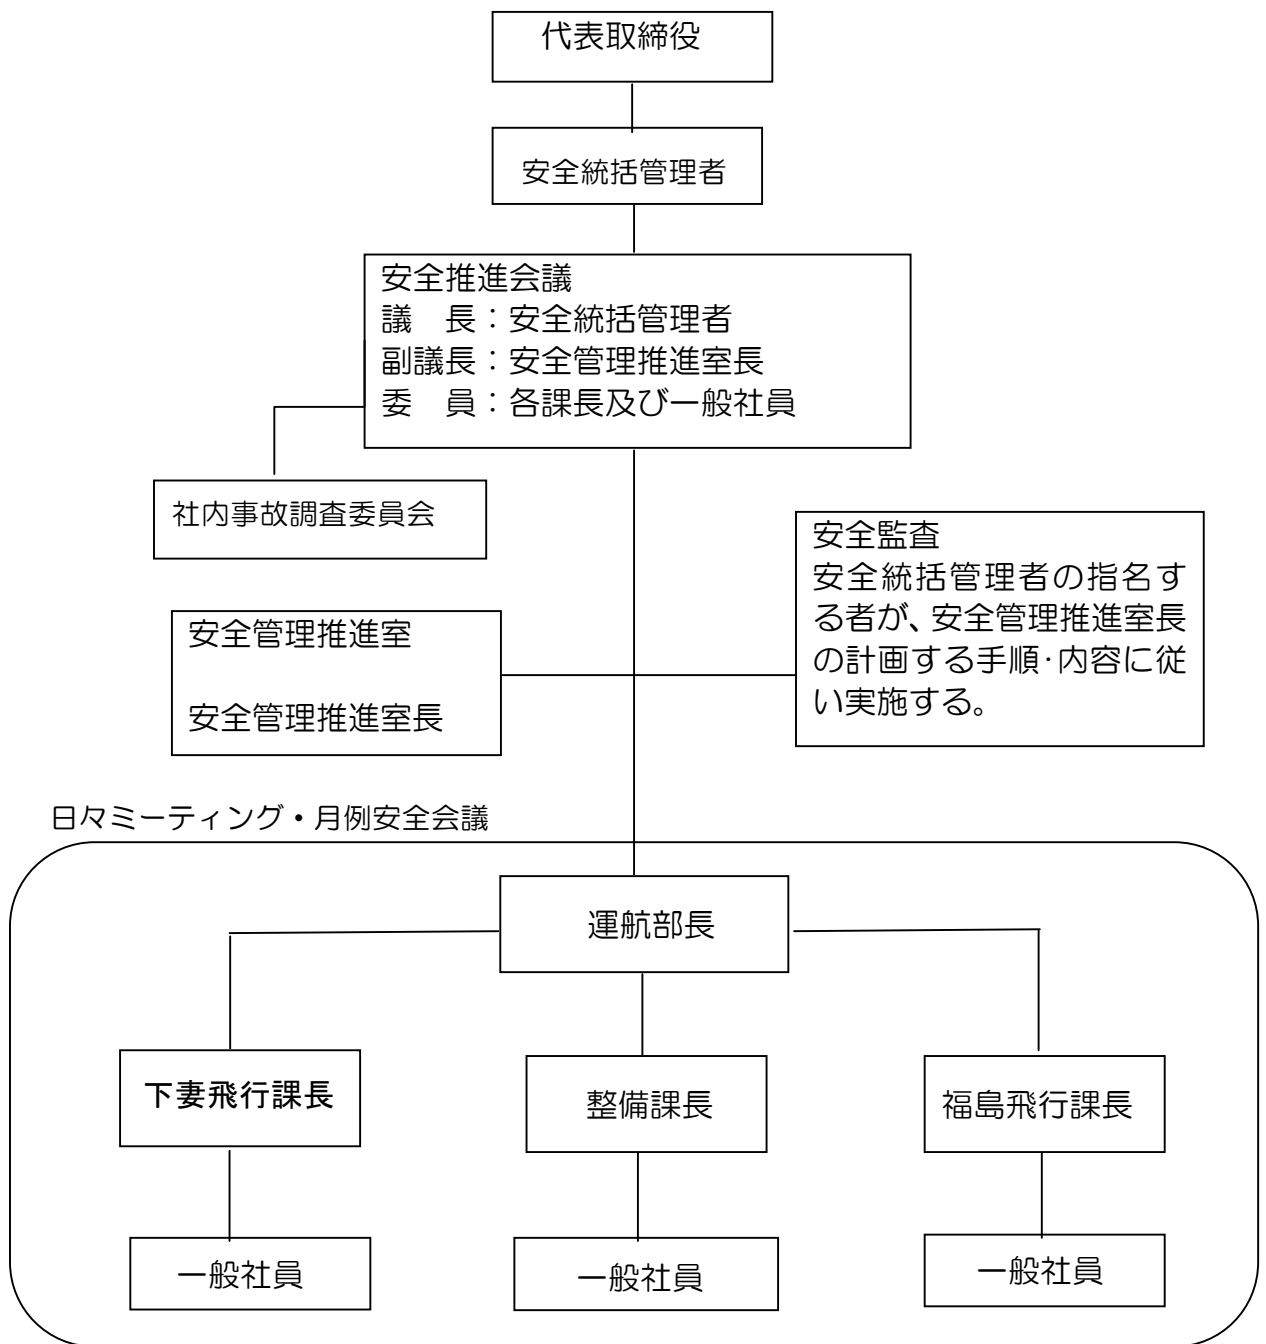 代表取締役
安全統括管理者
安全推進会議
議　長：安全統括管理者
副議長：安全管理推進室長
委　員：各課長及び一般社員
社内事故調査委員会
安全監査
安全統括管理者の指名す
る者が、安全管理推進室長
の計画する手順･内容に従
い実施する。
安全管理推進室
安全管理推進室長
日々ミーティング・月例安全会議
運航部長
下妻飛行課長
整備課長
福島飛行課長
一般社員
一般社員
一般社員